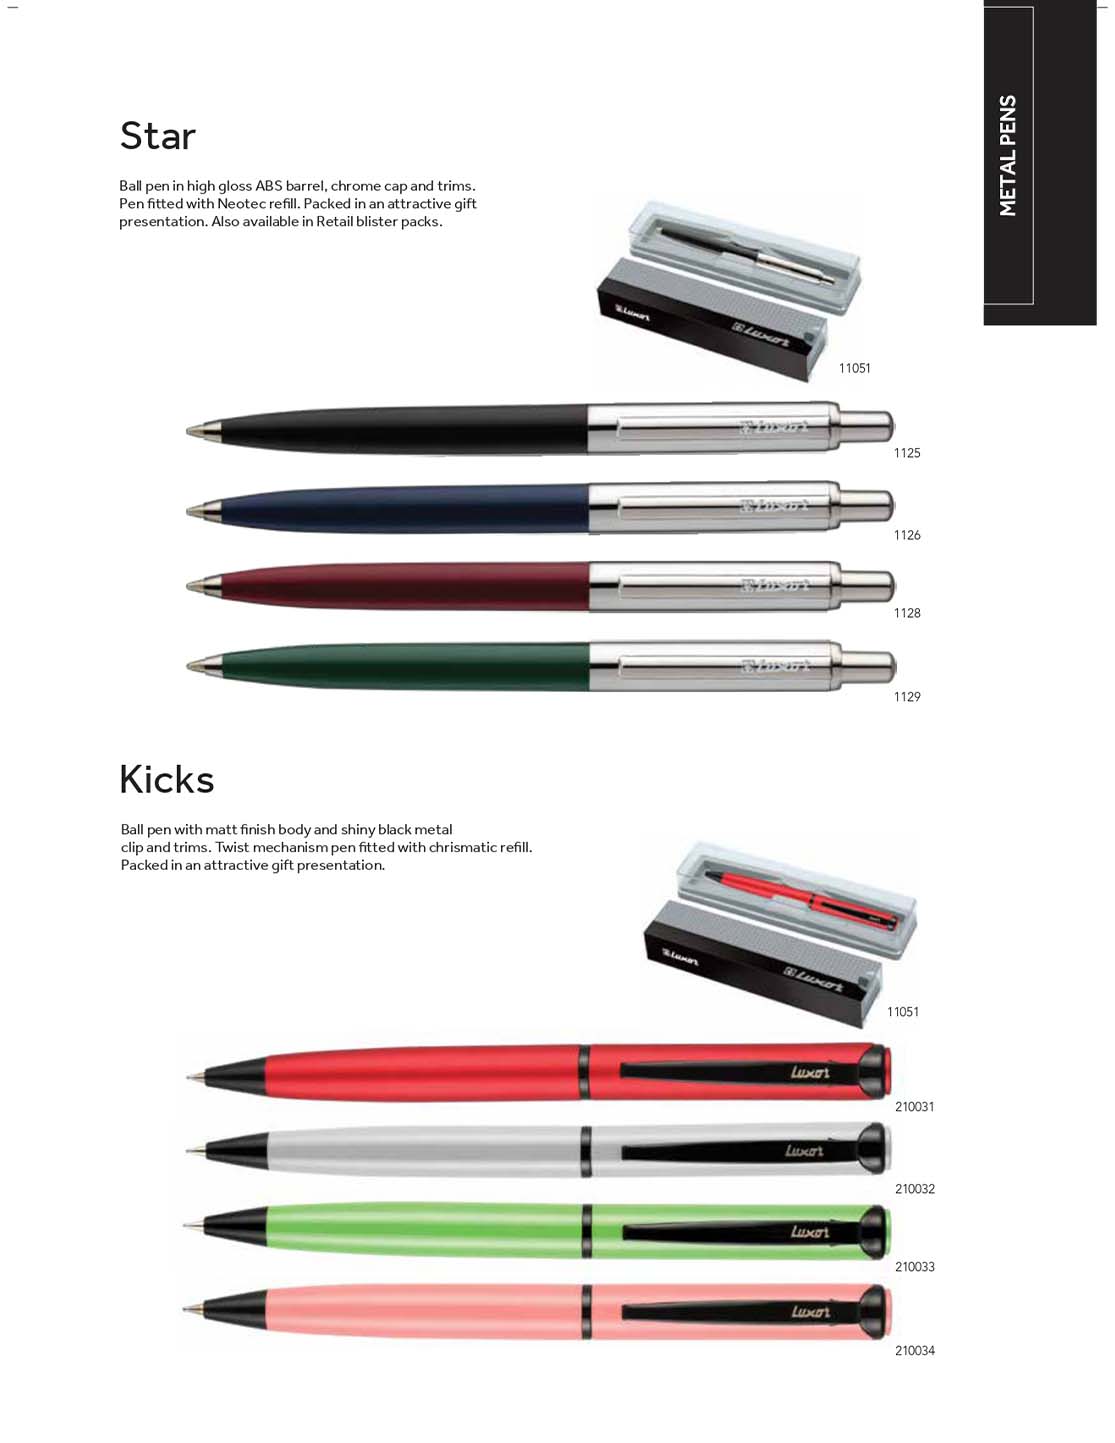 METAL PENS
Star
Ball pen in high gloss ABS barrel, chrome cap and trims.
Pen fitted with Neotec refill. Packed in an attractive gift
presentation. Also available in Retail blister packs.
Luxor
Luxor
11051
Luxor
1125
Luxor
1126
Luxor
1128
Luxor
1129
Kicks
Ball pen with matt finish body and shiny black metal
clip and trims. Twist mechanism pen fitted with chrismatic refill.
Packed in an attractive gift presentation.
Luxor
Luxor
11051
Luxor
210031
Luxor
210032
Luxor
210033
Luxor
210034